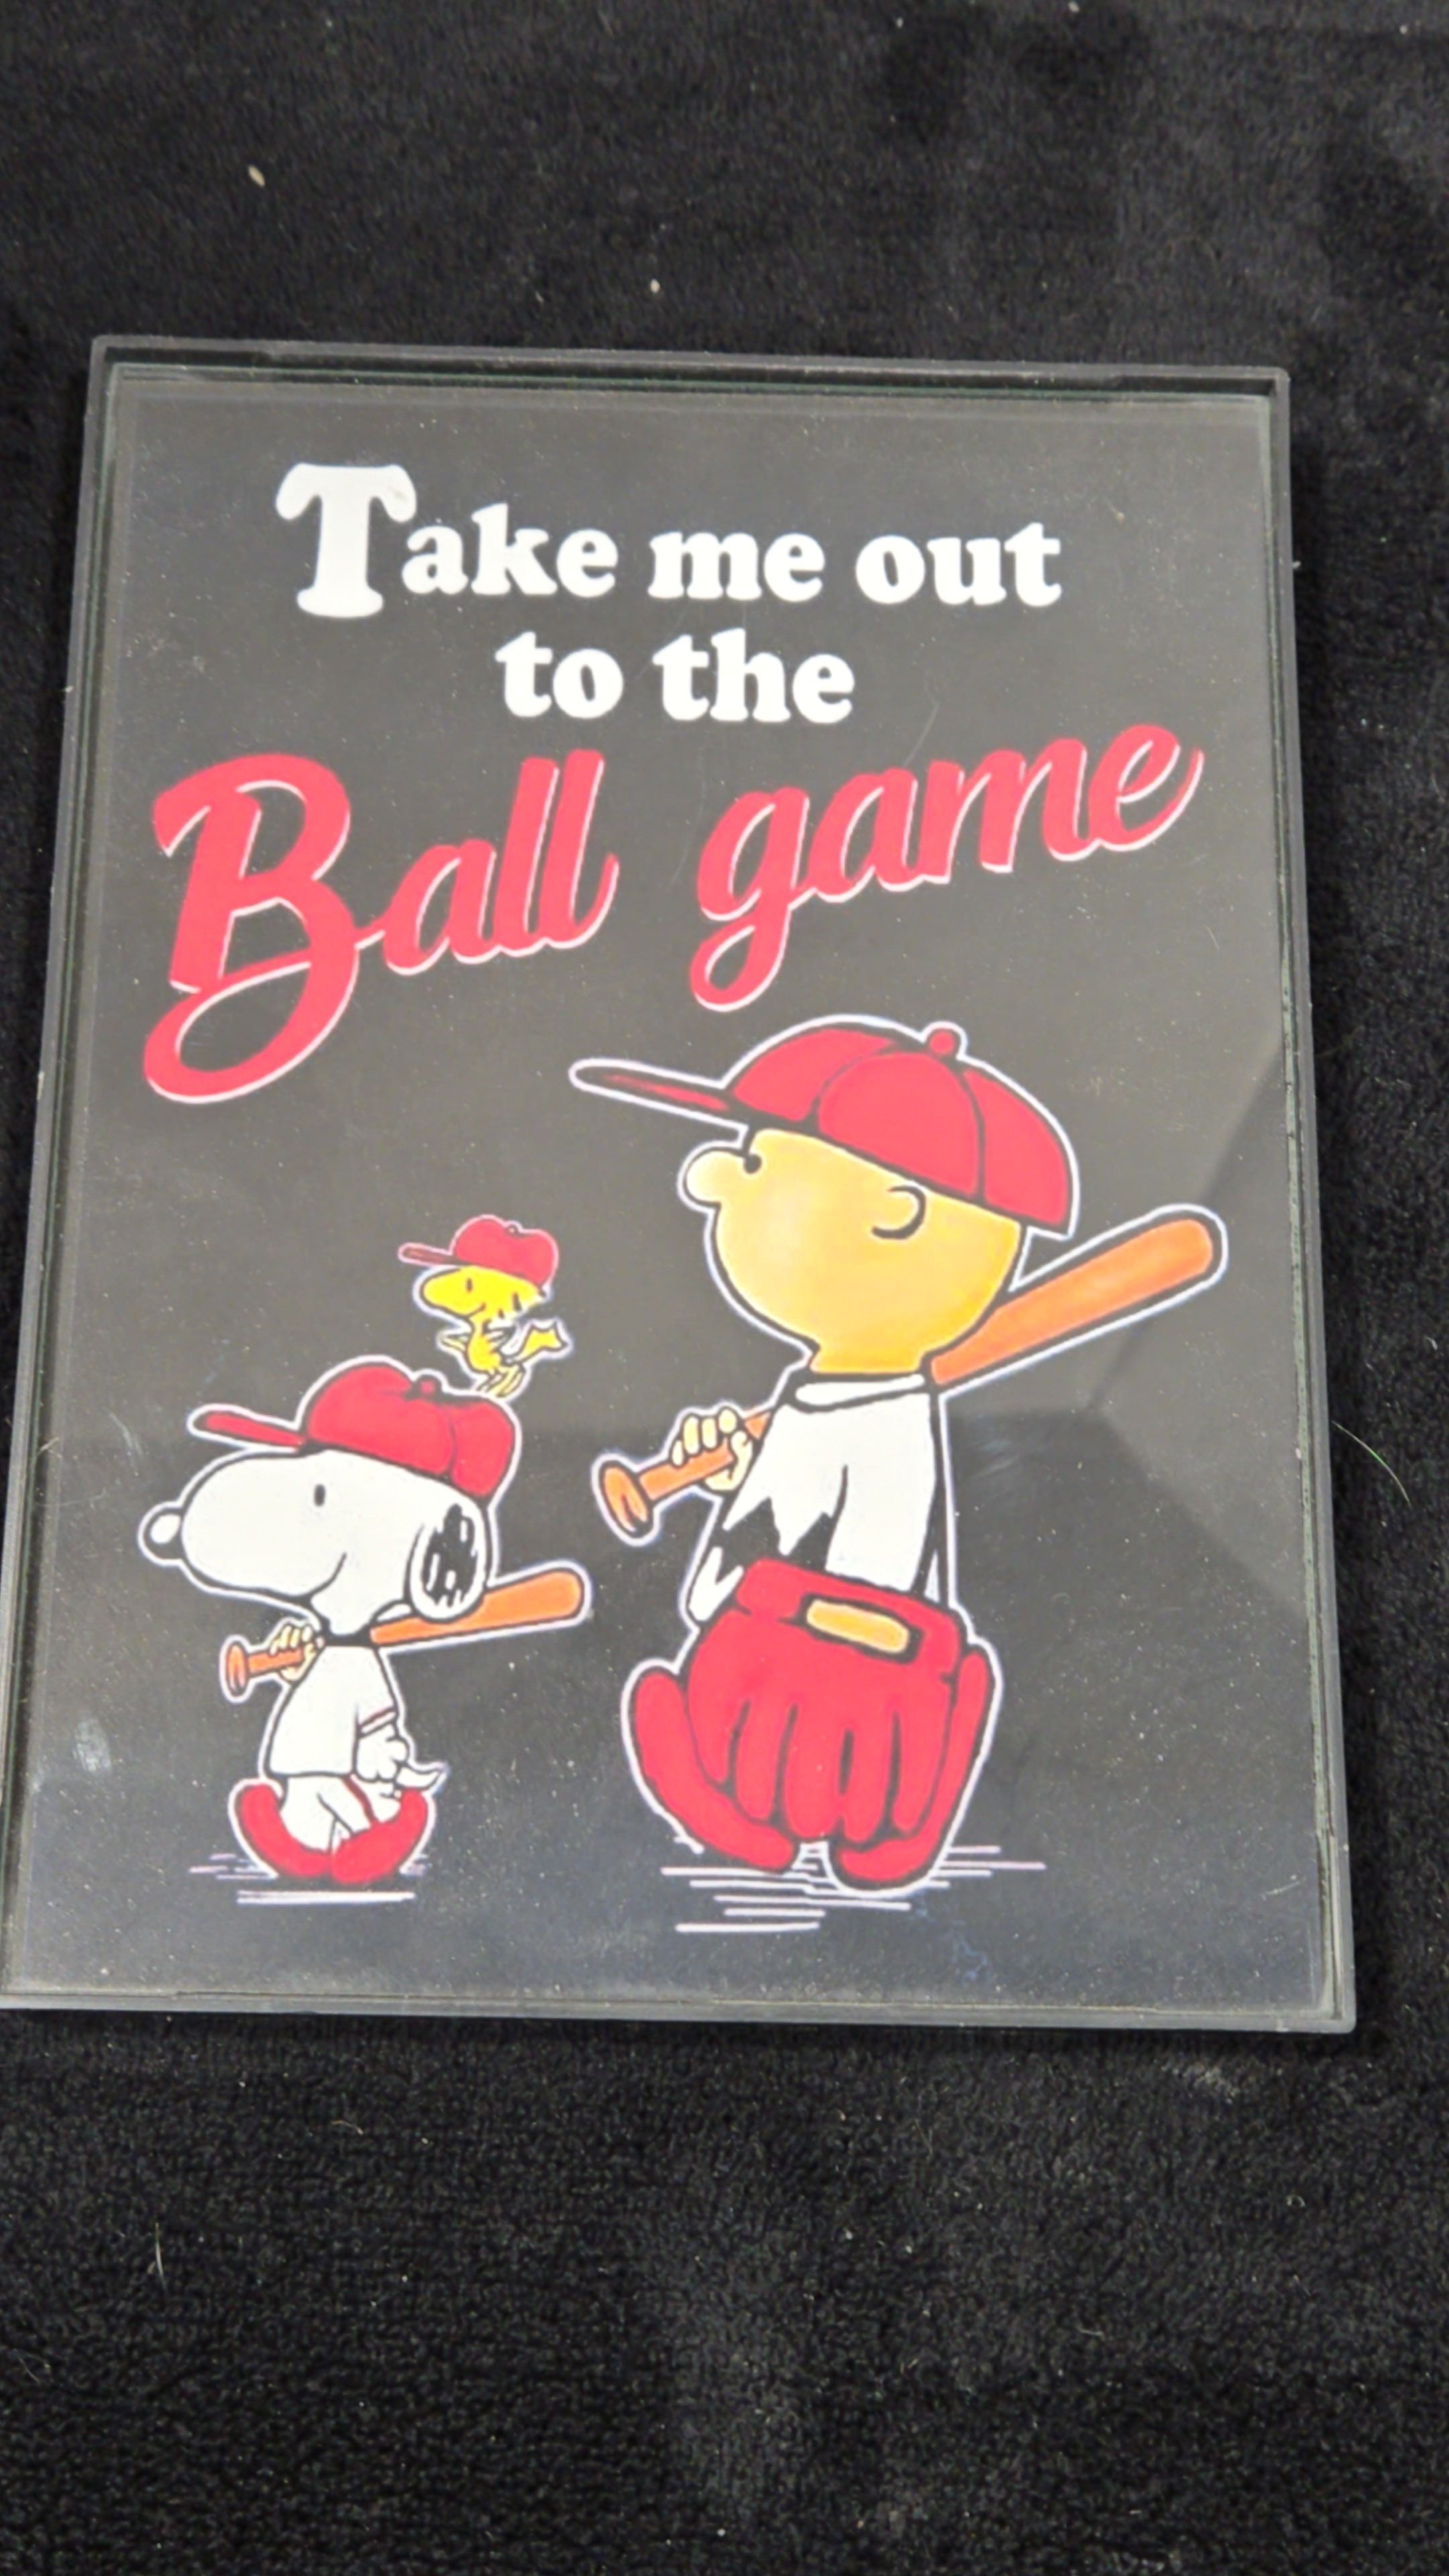 Take me out
to the
Ball game